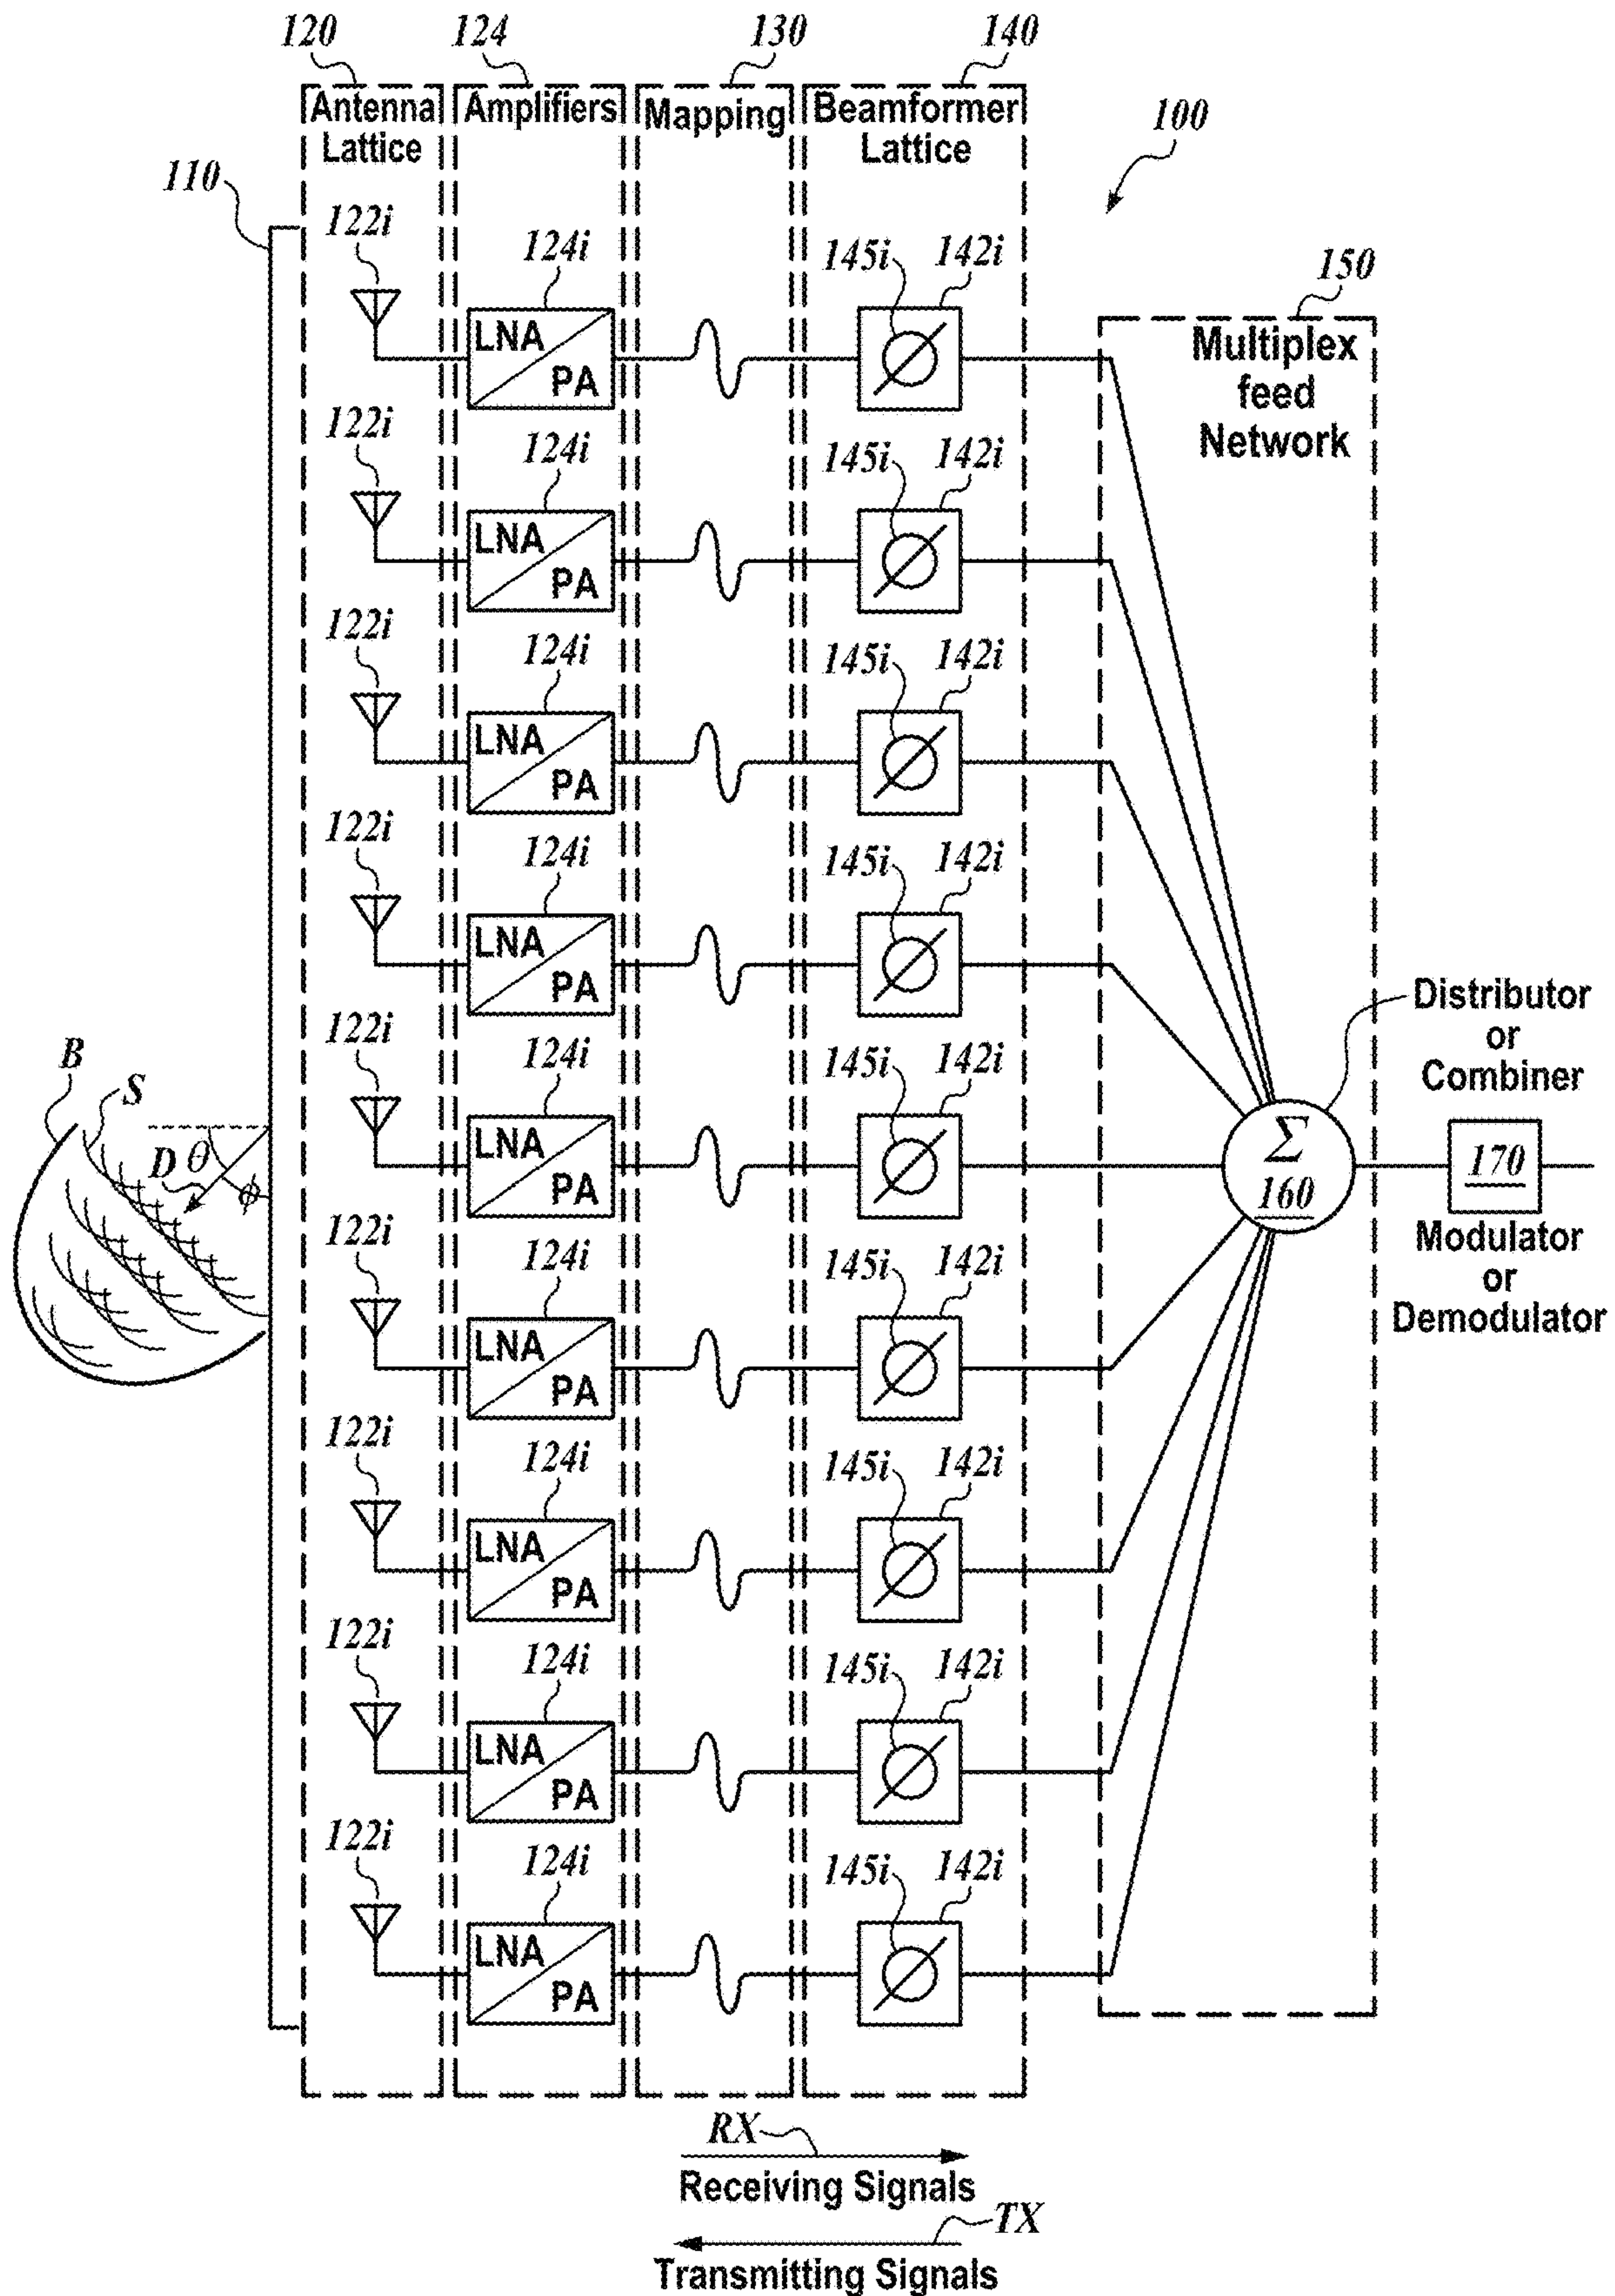 120
124
130
140
Antenna
Lattice
Amplifiers
Mapping
Beamformer
Lattice
100
110
150
Multiplex
feed
Network
122i
124i
LNA
PA
145i
142i
122i
124i
LNA
PA
145i
142i
122i
124i
LNA
PA
145i
142i
122i
124i
LNA
PA
145i
142i
122i
124i
LNA
PA
145i
142i
122i
124i
LNA
PA
145i
142i
122i
124i
LNA
PA
145i
142i
122i
124i
LNA
PA
145i
142i
122i
124i
LNA
PA
145i
142i
B
S
D
θ
ϕ
Σ
160
Distributor
or
Combiner
170
Modulator
or
Demodulator
RX
Receiving Signals
TX
Transmitting Signals